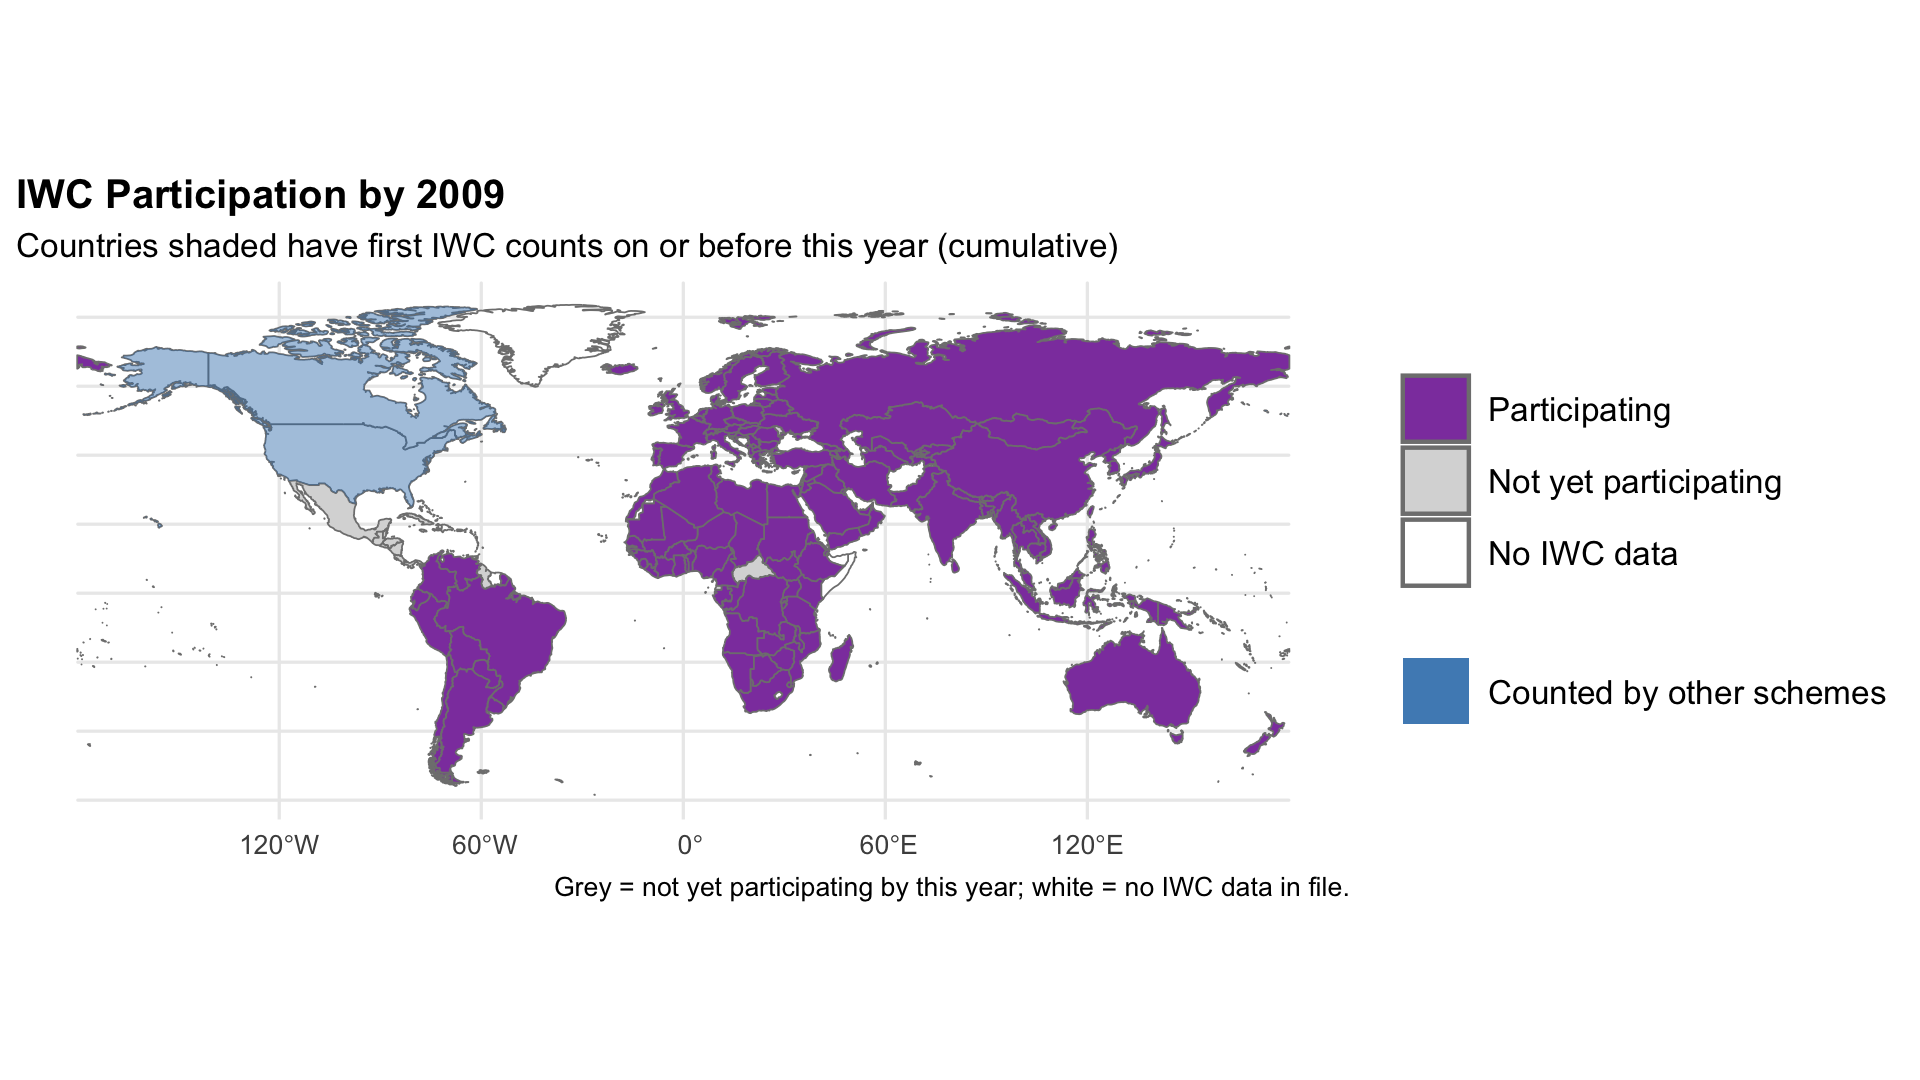 IWC Participation by 2009
Countries shaded have first IWC counts on or before this year (cumulative)
Participating
Not yet participating
No IWC data
Counted by other schemes
120°W
60°W
0°
60°E
120°E
Grey = not yet participating by this year; white = no IWC data in file.